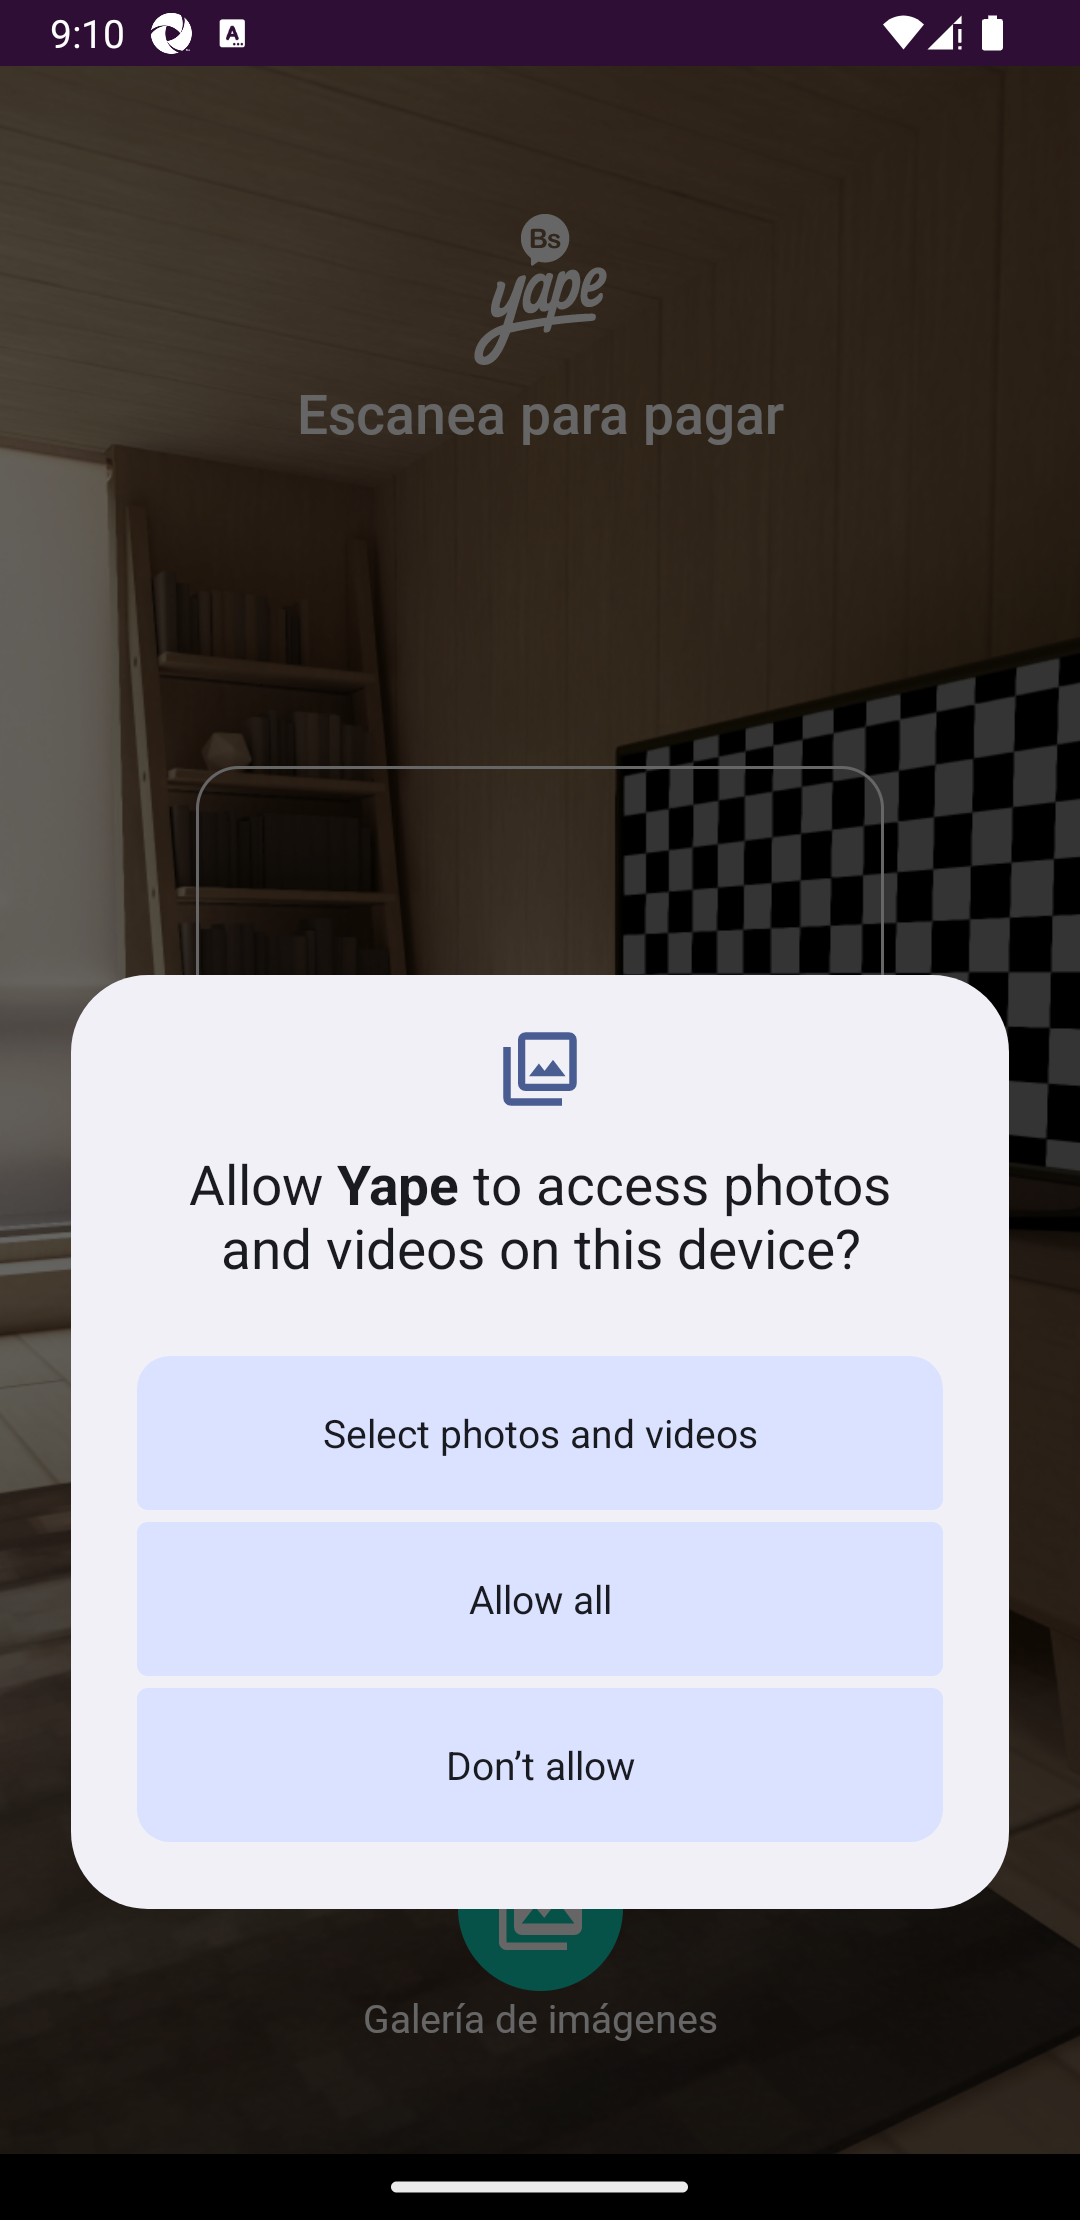 9:10
Bs
yape
Escanea para pagar
Allow Yape to access photos
and videos on this device?
Select photos and videos
Allow all
Don’t allow
Galería de imágenes